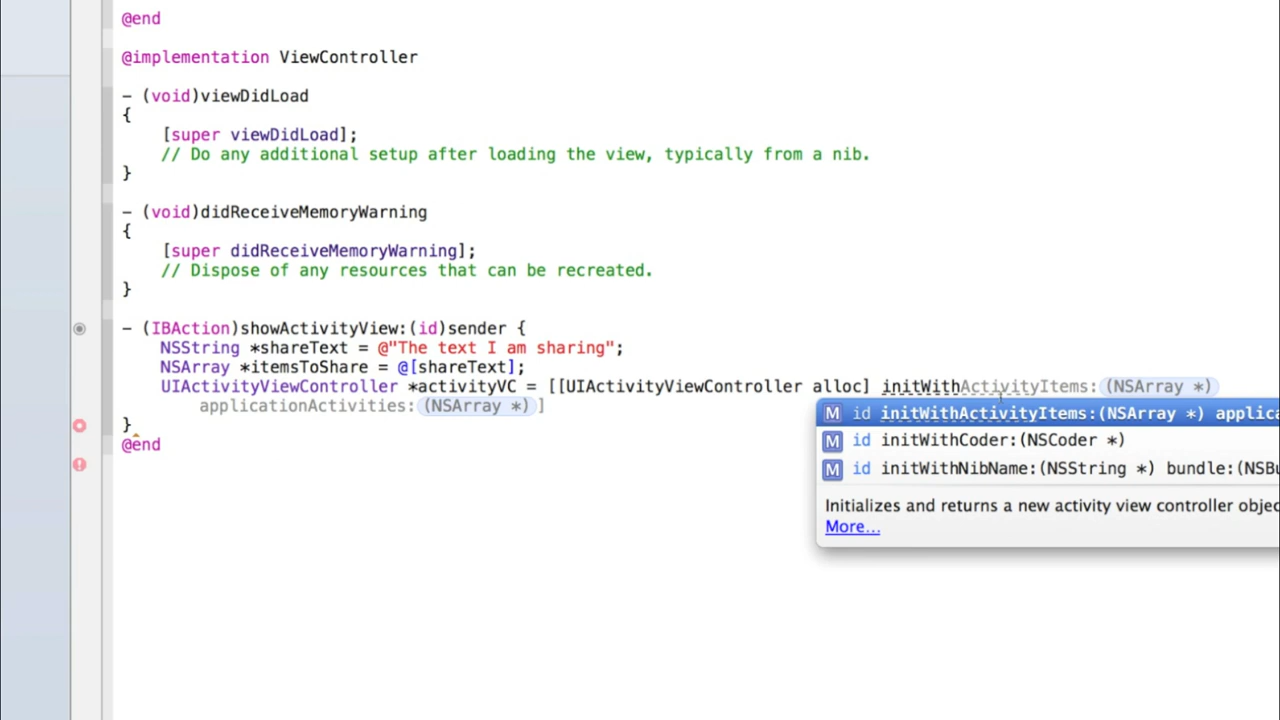 @end
@implementation ViewController
- (void)viewDidLoad
{
[super viewDidLoad];
// Do any additional setup after loading the view, typically from a nib.
}
- (void)didReceiveMemoryWarning
{
[super didReceiveMemoryWarning];
// Dispose of any resources that can be recreated.
}
- (IBAction)showActivityView:(id)sender {
NSString *shareText = @"The text I am sharing";
NSArray *itemsToShare = @[shareText];
UIActivityViewController *activityVC = [[UIActivityViewController alloc] initWithActivityItems:(NSArray *)
applicationActivities:(NSArray *)]
}
@end
M id initWithActivityItems:(NSArray *) applica
M id initWithCoder:(NSCoder *)
M id initWithNibName:(NSString *) bundle:(NSBu
Initializes and returns a new activity view controller objec
More...